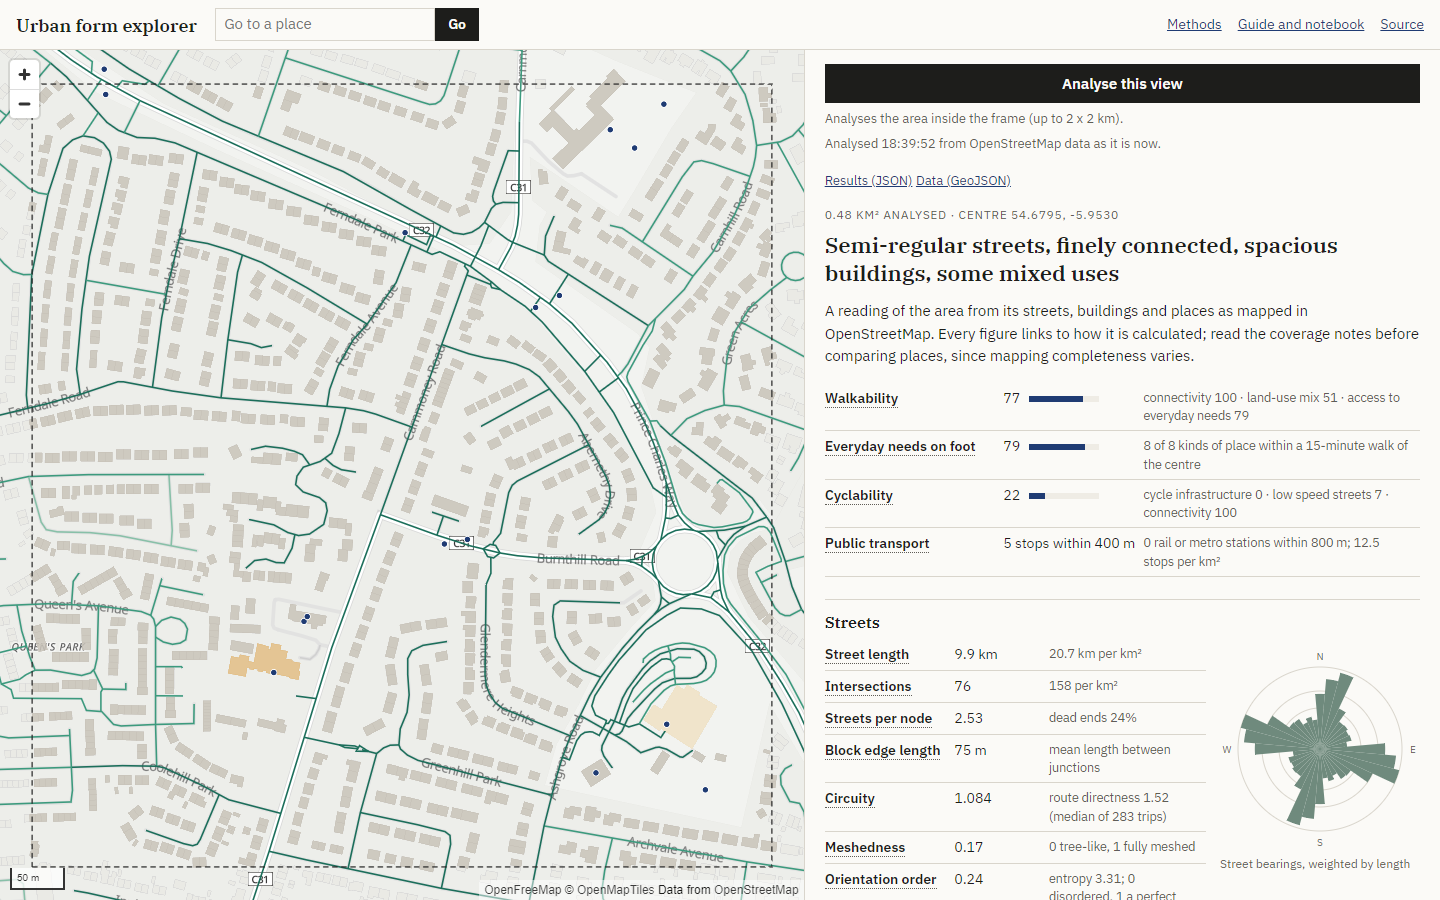 Urban form explorer
Go to a place
Go
Methods
Guide and notebook
Source
+
−
C31
Ferndale Park
C32
Ferndale Drive
Ferndale Avenue
Carnmoney Road
Ferndale Road
Carnhill Road
Green Acres
Prince Charles Way
Abernethy Drive
C31
Burnthill Road
C31
Queen's Avenue
QUEEN'S PARK
C32
Glendermere Heights
Ashgrove Road
Coolehill Park
Greenhill Park
Archvale Avenue
C31
50 m
OpenFreeMap © OpenMapTiles Data from OpenStreetMap
Analyse this view
Analyses the area inside the frame (up to 2 x 2 km).
Analysed 18:39:52 from OpenStreetMap data as it is now.
Results (JSON) Data (GeoJSON)
0.48 KM² ANALYSED · CENTRE 54.6795, -5.9530
Semi-regular streets, finely connected, spacious
buildings, some mixed uses
A reading of the area from its streets, buildings and places as mapped in
OpenStreetMap. Every figure links to how it is calculated; read the coverage notes before
comparing places, since mapping completeness varies.
Walkability 77 connectivity 100 · land-use mix 51 · access to
everyday needs 79
Everyday needs on foot 79 8 of 8 kinds of place within a 15-minute walk of
the centre
Cyclability 22 cycle infrastructure 0 · low speed streets 7 ·
connectivity 100
Public transport 5 stops within 400 m 0 rail or metro stations within 800 m; 12.5
stops per km²
Streets
Street length 9.9 km 20.7 km per km²
Intersections 76 158 per km²
Streets per node 2.53 dead ends 24%
Block edge length 75 m mean length between
junctions
Circuity 1.084 route directness 1.52
(median of 283 trips)
Meshedness 0.17 0 tree-like, 1 fully meshed
Orientation order 0.24 entropy 3.31; 0
disordered, 1 a perfect
N
W
E
S
Street bearings, weighted by length